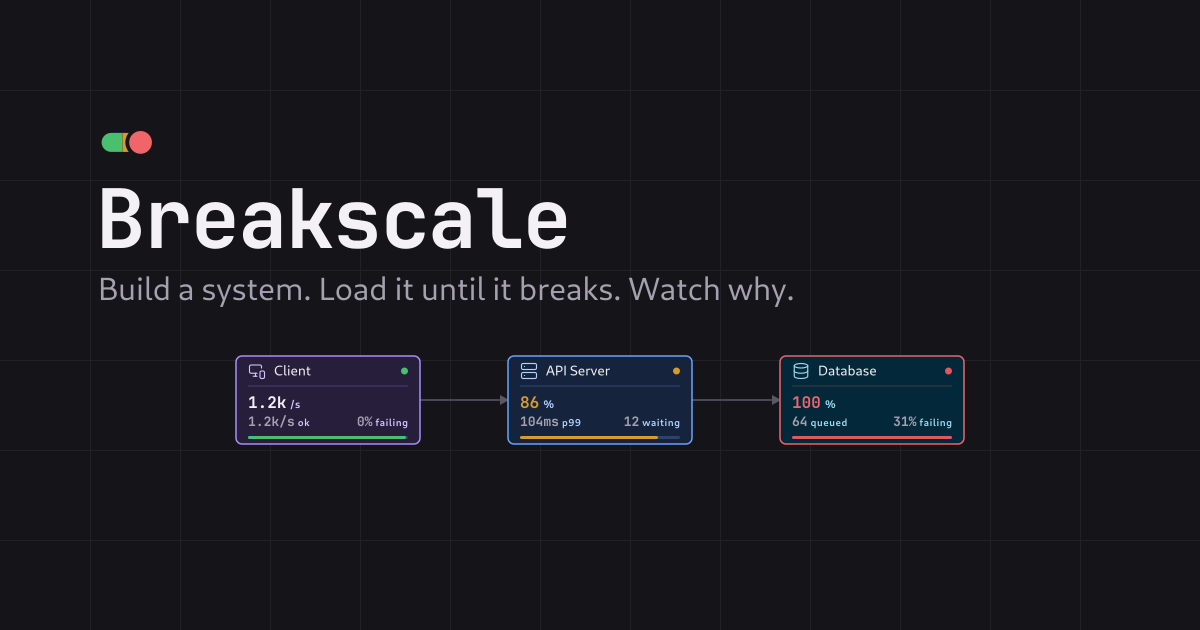 Breakscale
Build a system. Load it until it breaks. Watch why.
Client
1.2k /s
1.2k/s ok 0% failing
API Server
86 %
104ms p99 12 waiting
Database
100 %
64 queued 31% failing